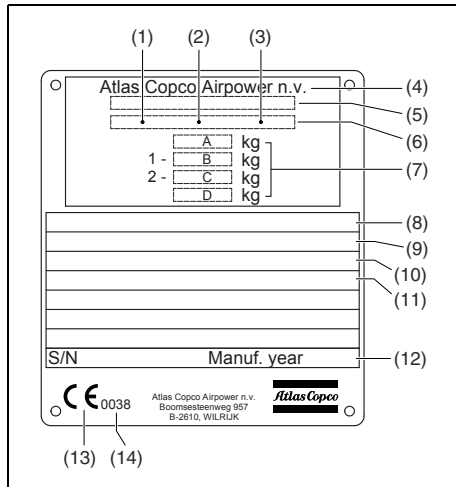 (1) (2) (3)
Atlas Copco Airpower n.v. (4)
(5)
(6)
A kg
1 - B kg (7)
2 - C kg
D kg
(8)
(9)
(10)
(11)
S/N Manuf. year (12)
CE 0038 Atlas Copco Airpower n.v. Atlas Copco
Boomsesteenweg 957
B-2610, WILRIJK
(13) (14)